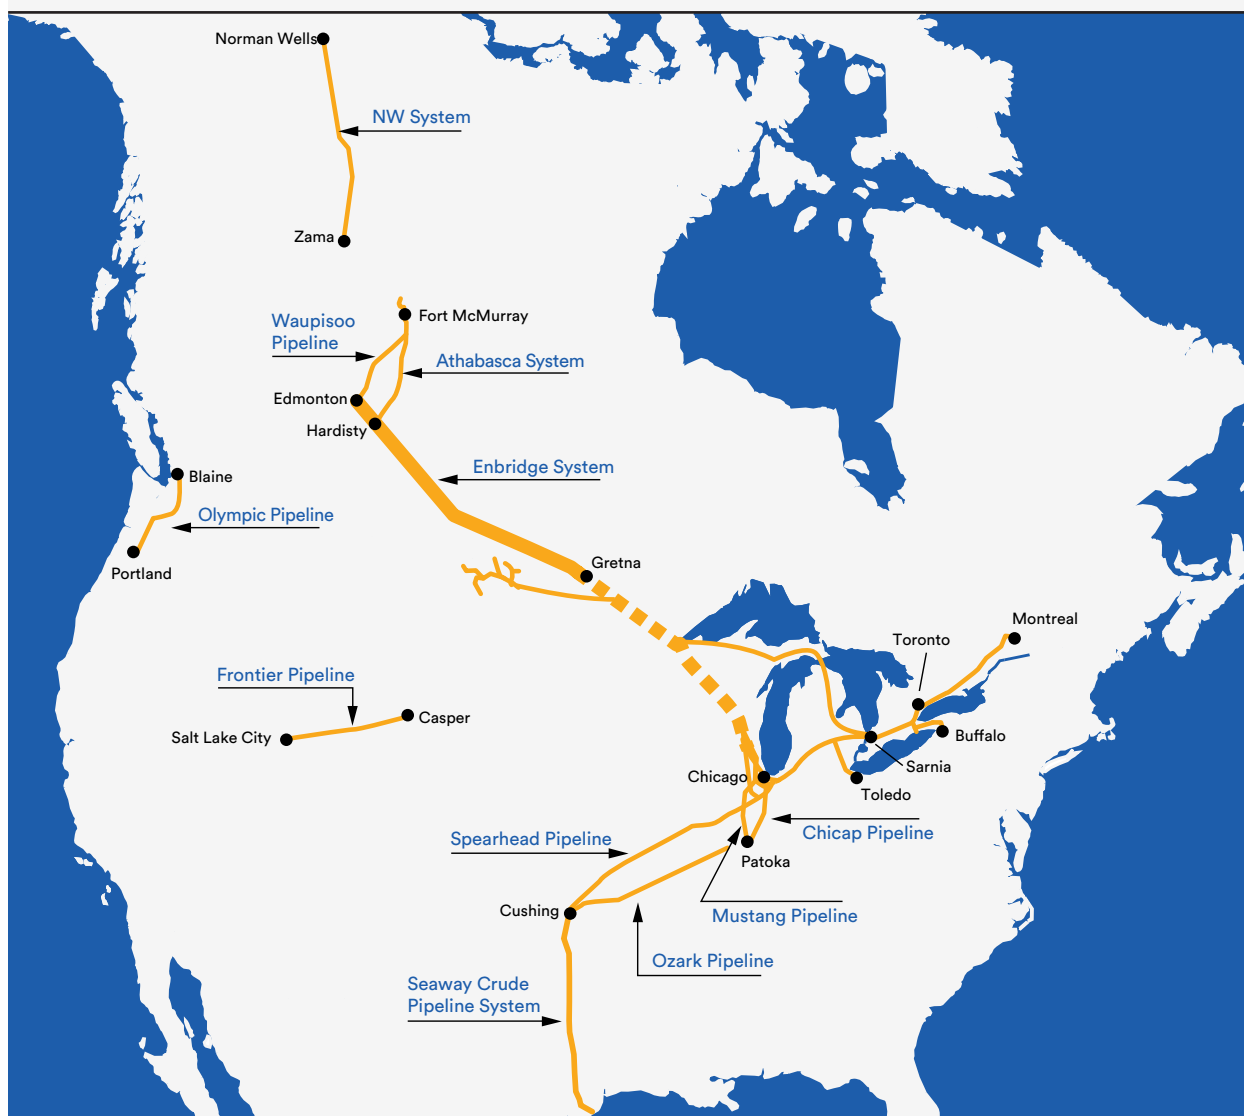 Norman Wells
NW System
Zama
Fort McMurray
Waupisoo
Pipeline
Athabasca System
Edmonton
Hardisty
Enbridge System
Blaine
Olympic Pipeline
Portland
Gretna
Montreal
Toronto
Frontier Pipeline
Casper
Salt Lake City
Buffalo
Sarnia
Chicago
Toledo
Chicap Pipeline
Spearhead Pipeline
Patoka
Cushing
Mustang Pipeline
Ozark Pipeline
Seaway Crude
Pipeline System